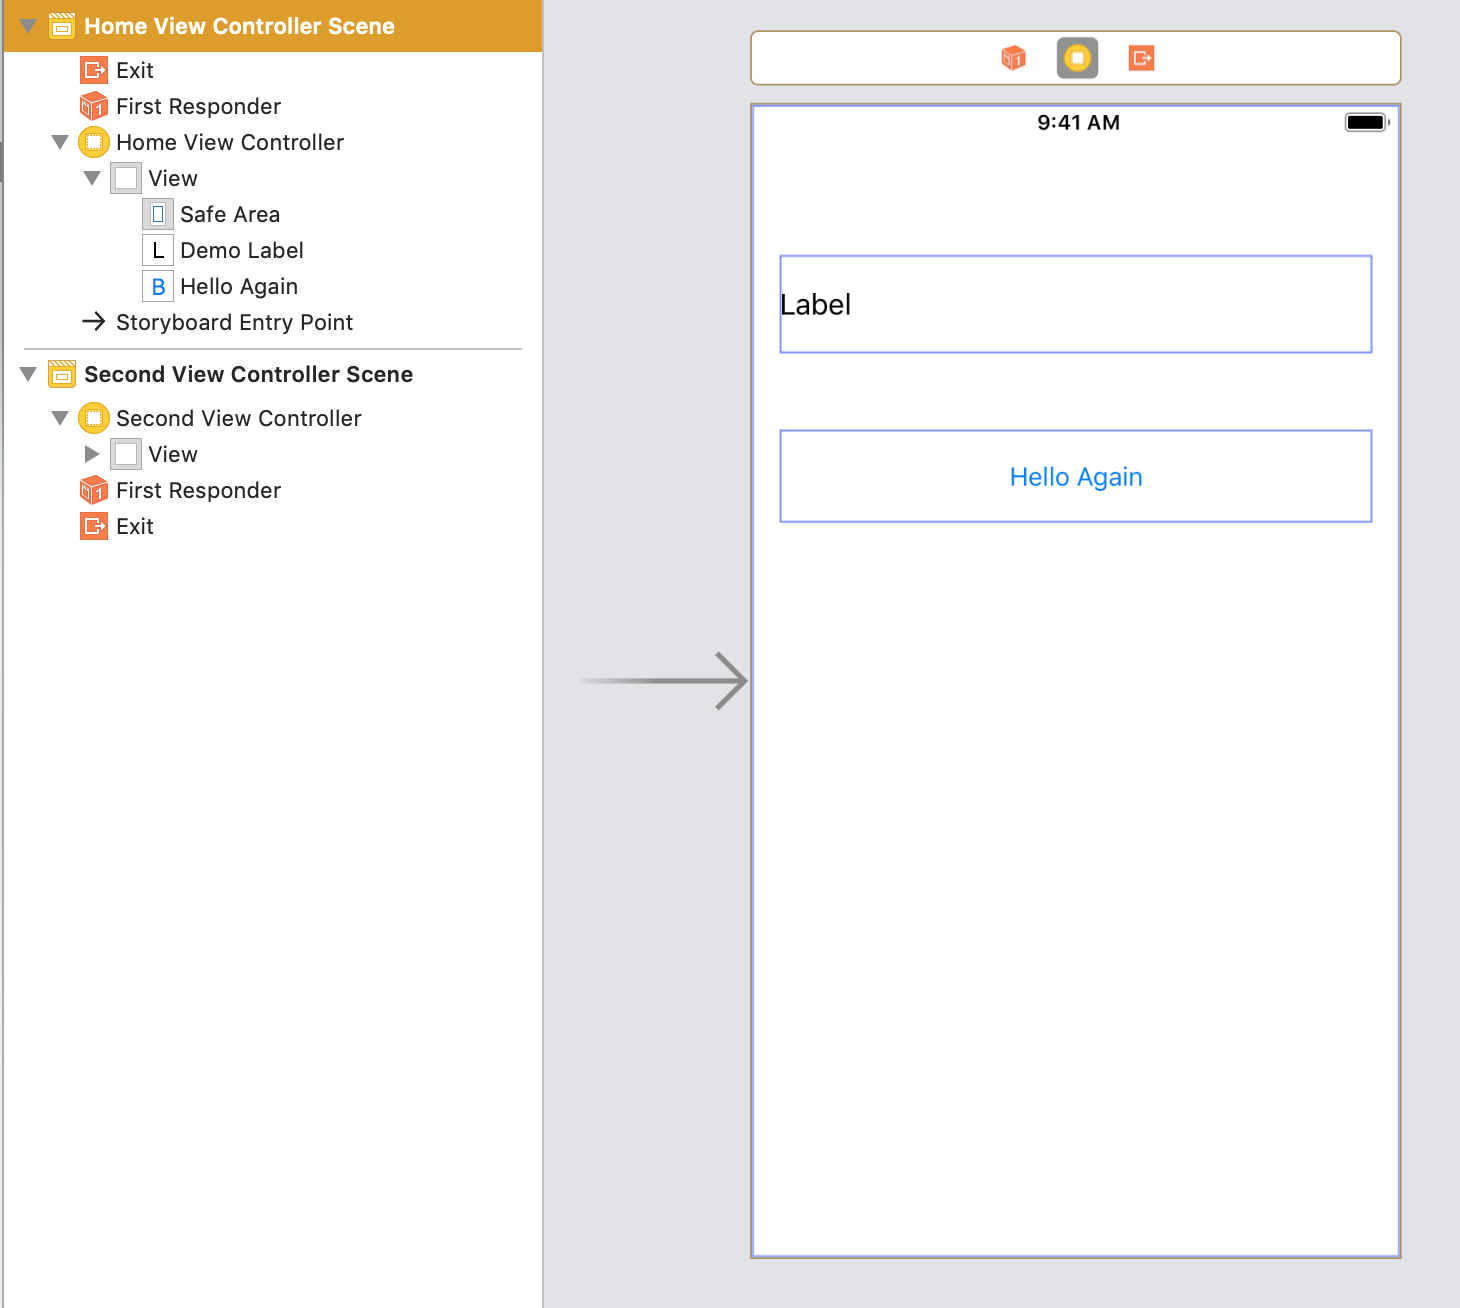 Home View Controller Scene
Exit
First Responder
Home View Controller
View
Safe Area
L Demo Label
B Hello Again
Storyboard Entry Point
Second View Controller Scene
Second View Controller
View
First Responder
Exit
9:41 AM
Label
Hello Again